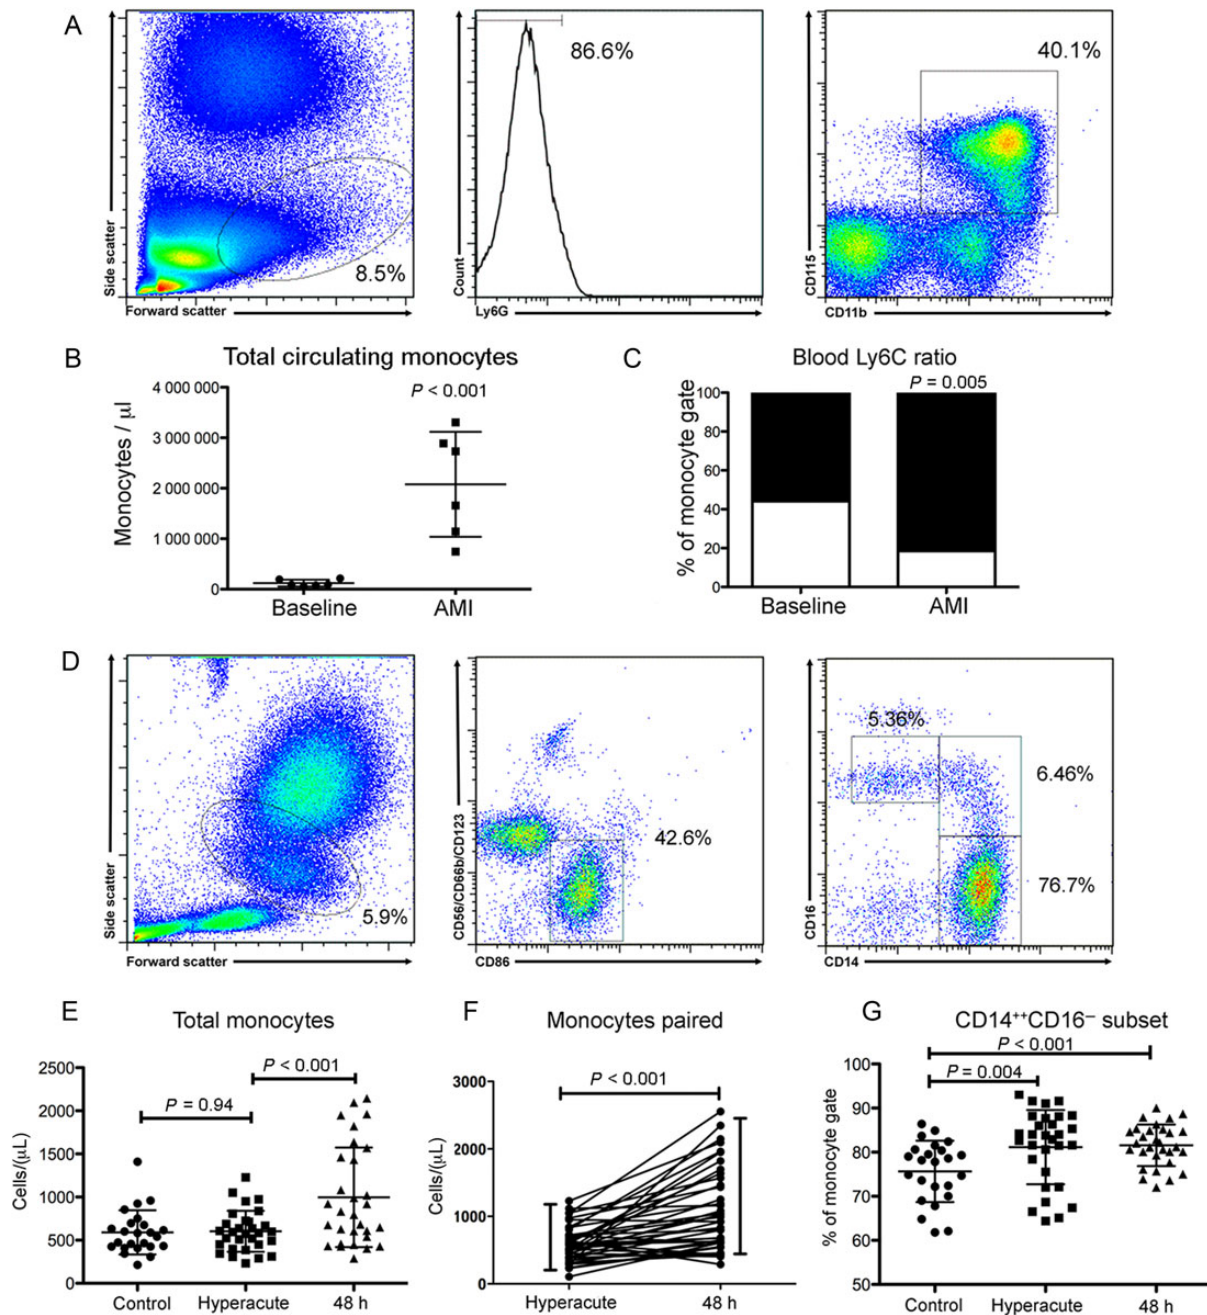 A
Side scatter
Forward scatter
8.5%
Count
Ly6G
86.6%
CD115
CD11b
40.1%
B
Total circulating monocytes
P < 0.001
Monocytes / µl
4 000 000
3 000 000
2 000 000
1 000 000
0
Baseline
AMI
C
Blood Ly6C ratio
P = 0.005
% of monocyte gate
100
80
60
40
20
0
Baseline
AMI
D
Side scatter
Forward scatter
5.9%
CD56/CD66b/CD123
CD86
42.6%
CD16
CD14
5.36%
6.46%
76.7%
E
Total monocytes
P < 0.001
P = 0.94
Cells/(µL)
2500
2000
1500
1000
500
0
Control
Hyperacute
48 h
F
Monocytes paired
P < 0.001
Cells/(µL)
3000
2000
1000
0
Hyperacute
48 h
G
CD14⁺⁺CD16⁻ subset
P < 0.001
P = 0.004
% of monocyte gate
100
90
80
70
60
50
Control
Hyperacute
48 h